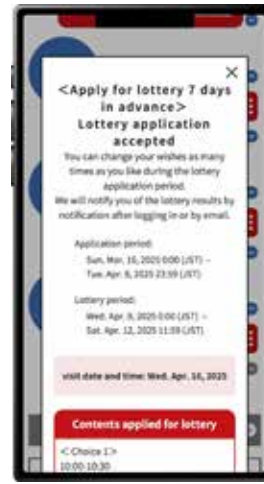 ×
<Apply for lottery 7 days
in advance>
Lottery application
accepted
You can change your wishes as many
times as you like during the lottery
application period.
We will notify you of the lottery results by
notification after logging in or by email.
Application period:
Sun. Mar. 10, 2025 0:00 (JST) –
Tue. Apr. 8, 2025 23:59 (JST)
Lottery period:
Wed. Apr. 9, 2025 0:00 (JST) –
Sat. Apr. 12, 2025 11:59 (JST)
visit date and time: Wed. Apr. 16, 2025
Contents applied for lottery
< Choice 1 >
10:00-10:30